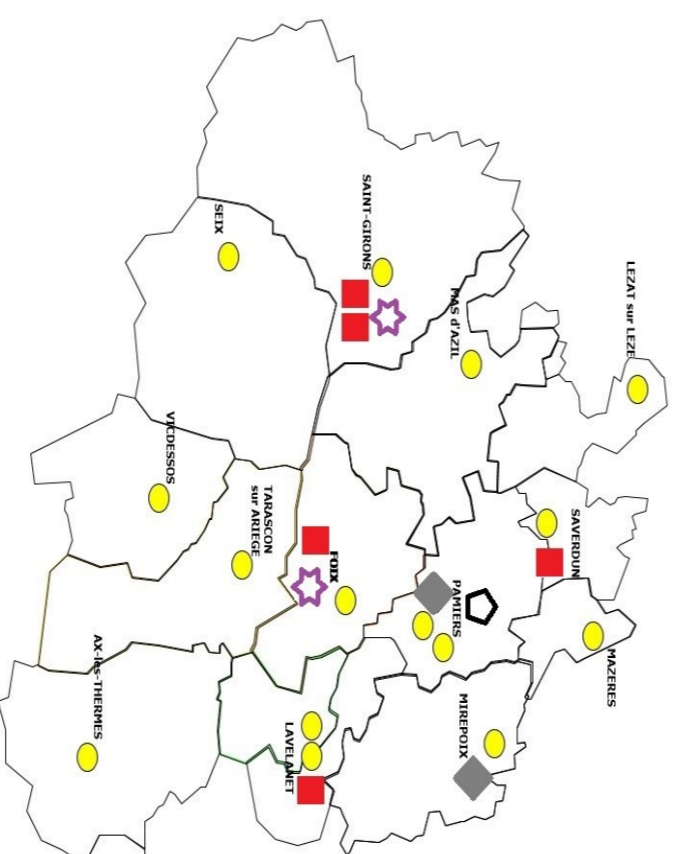 LEZAT sur LEZE
MAZERES
SAVERDUN
MAS d'AZIL
PAMIERS
MIREPOIX
SAINT-GIRONS
FOIX
LAVELANET
TARASCON
sur ARIEGE
SEIX
VICDESSOS
AX-les-THERMES